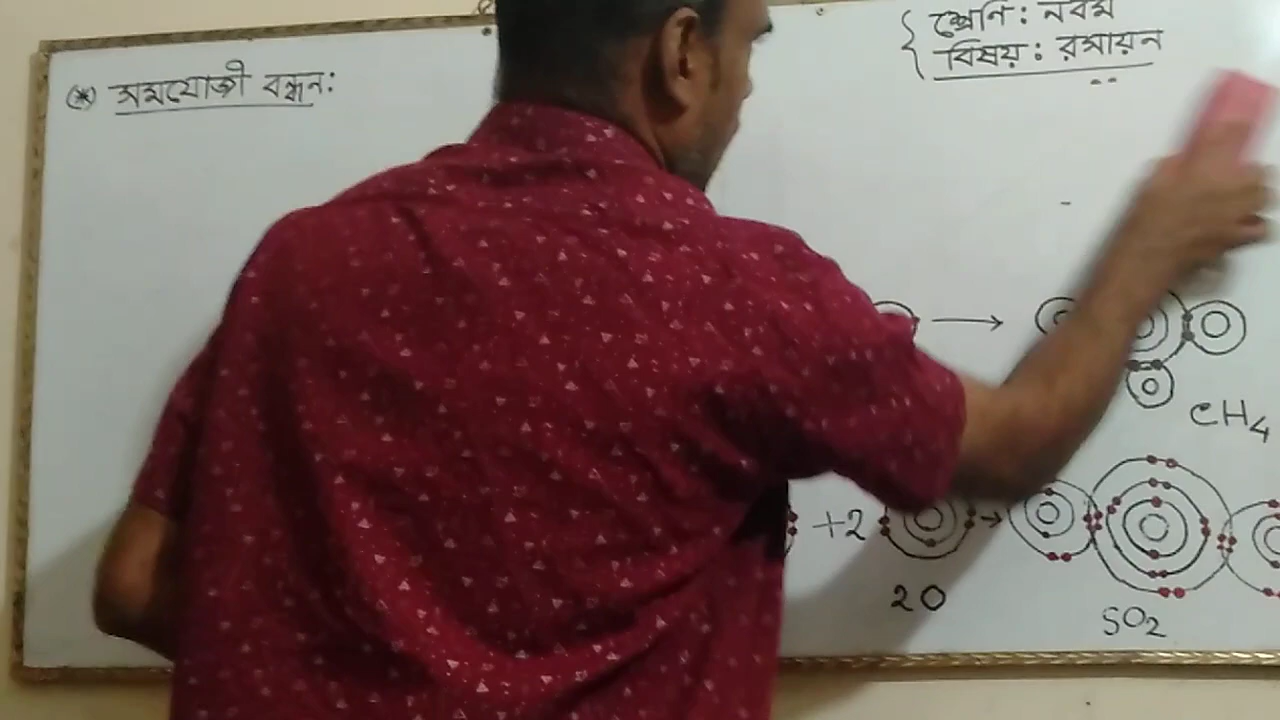 শ্রেণি : নবম
বিষয় : রসায়ন
* সমযোজী বন্ধন:
CH4
+2
2O
SO2